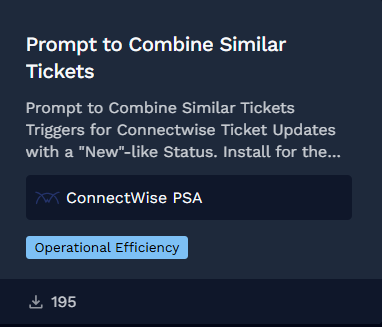 Prompt to Combine Similar
Tickets
Prompt to Combine Similar Tickets
Triggers for Connectwise Ticket Updates
with a "New"-like Status. Install for the...
ConnectWise PSA
Operational Efficiency
195